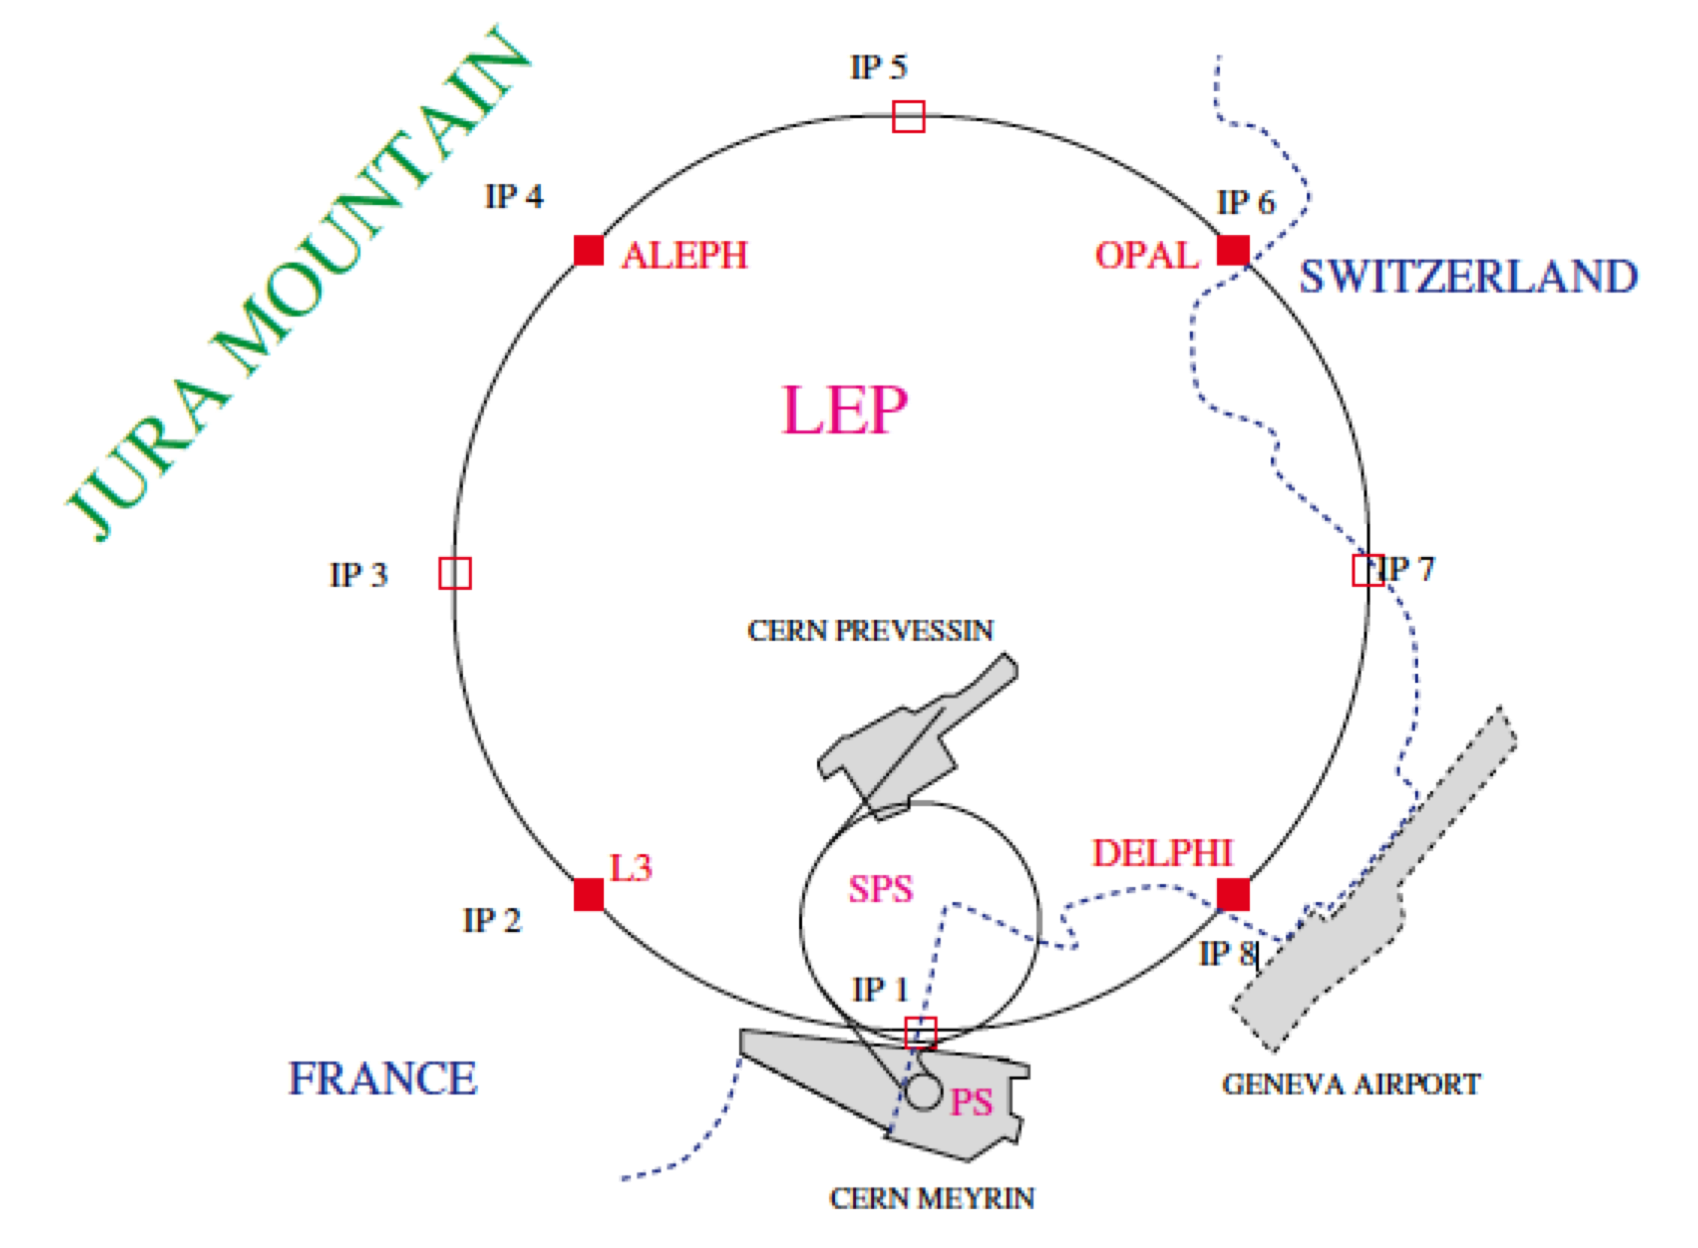 JURA MOUNTAIN
IP 5
IP 4
IP 6
ALEPH
OPAL
SWITZERLAND
LEP
IP 3
IP 7
CERN PREVESSIN
L3
DELPHI
SPS
IP 2
IP 8
IP 1
FRANCE
PS
GENEVA AIRPORT
CERN MEYRIN